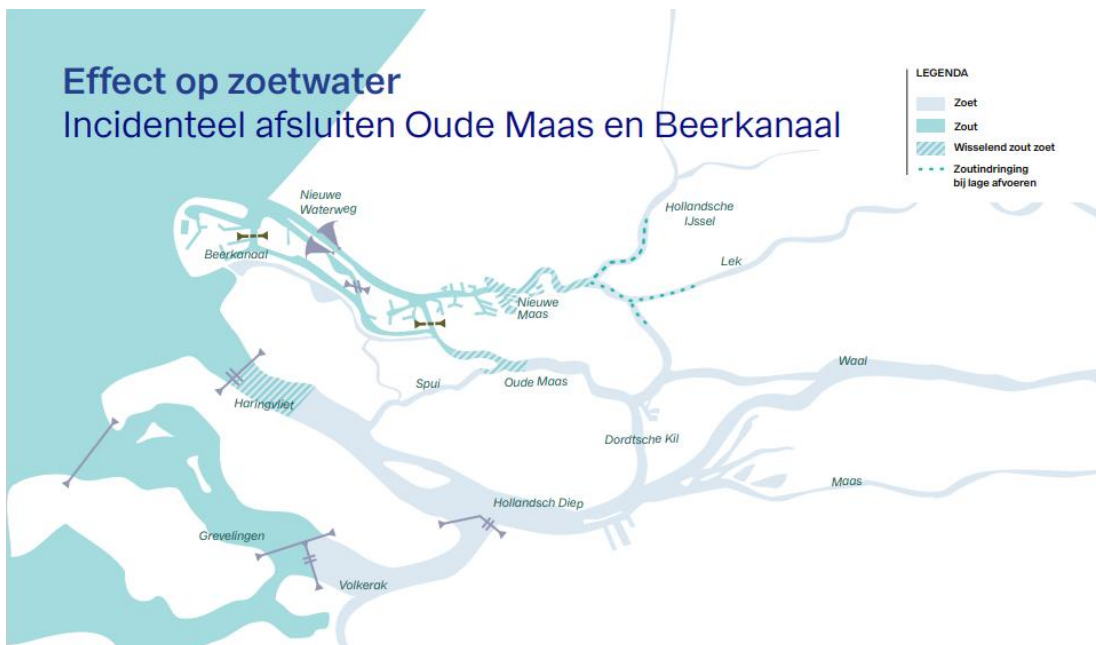 Effect op zoetwater
Incidenteel afsluiten Oude Maas en Beerkanaal
LEGENDA
Zoet
Zout
Wisselend zout zoet
Zoutindringing
bij lage afvoeren
Nieuwe
Waterweg
Beerkanaal
Hollandsche
IJssel
Lek
Nieuwe
Maas
Spui
Oude Maas
Waal
Haringvliet
Dordtsche Kil
Maas
Hollandsch Diep
Grevelingen
Volkerak